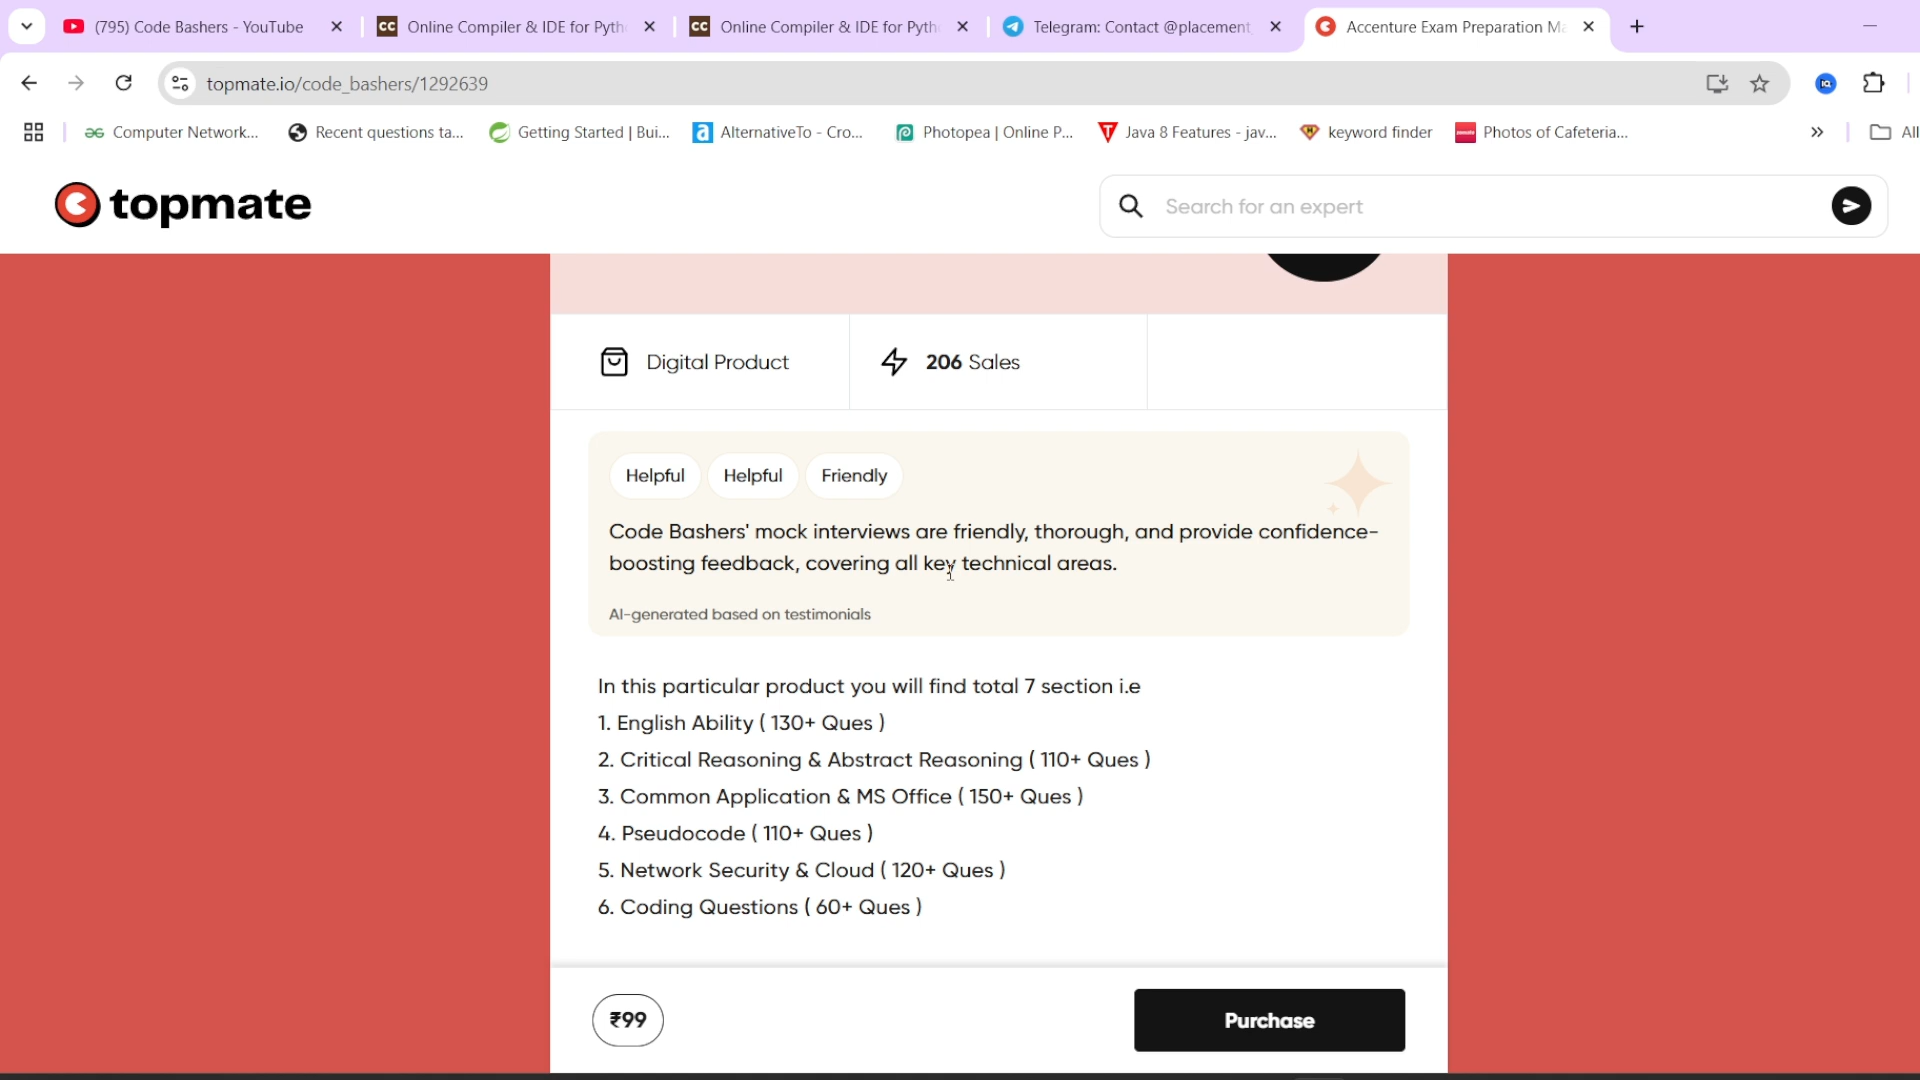 (795) Code Bashers - YouTube
Online Compiler & IDE for Pyth
Online Compiler & IDE for Pyth
Telegram: Contact @placement_
Accenture Exam Preparation Ma
topmate.io/code_bashers/1292639
Computer Network...
Recent questions ta...
Getting Started | Bui...
AlternativeTo - Cro...
Photopea | Online P...
Java 8 Features - jav...
keyword finder
Photos of Cafeteria...
All
topmate
Search for an expert
Digital Product
206 Sales
Helpful
Helpful
Friendly
Code Bashers' mock interviews are friendly, thorough, and provide confidence-
boosting feedback, covering all key technical areas.
AI-generated based on testimonials
In this particular product you will find total 7 section i.e
1. English Ability ( 130+ Ques )
2. Critical Reasoning & Abstract Reasoning ( 110+ Ques )
3. Common Application & MS Office ( 150+ Ques )
4. Pseudocode ( 110+ Ques )
5. Network Security & Cloud ( 120+ Ques )
6. Coding Questions ( 60+ Ques )
₹99
Purchase